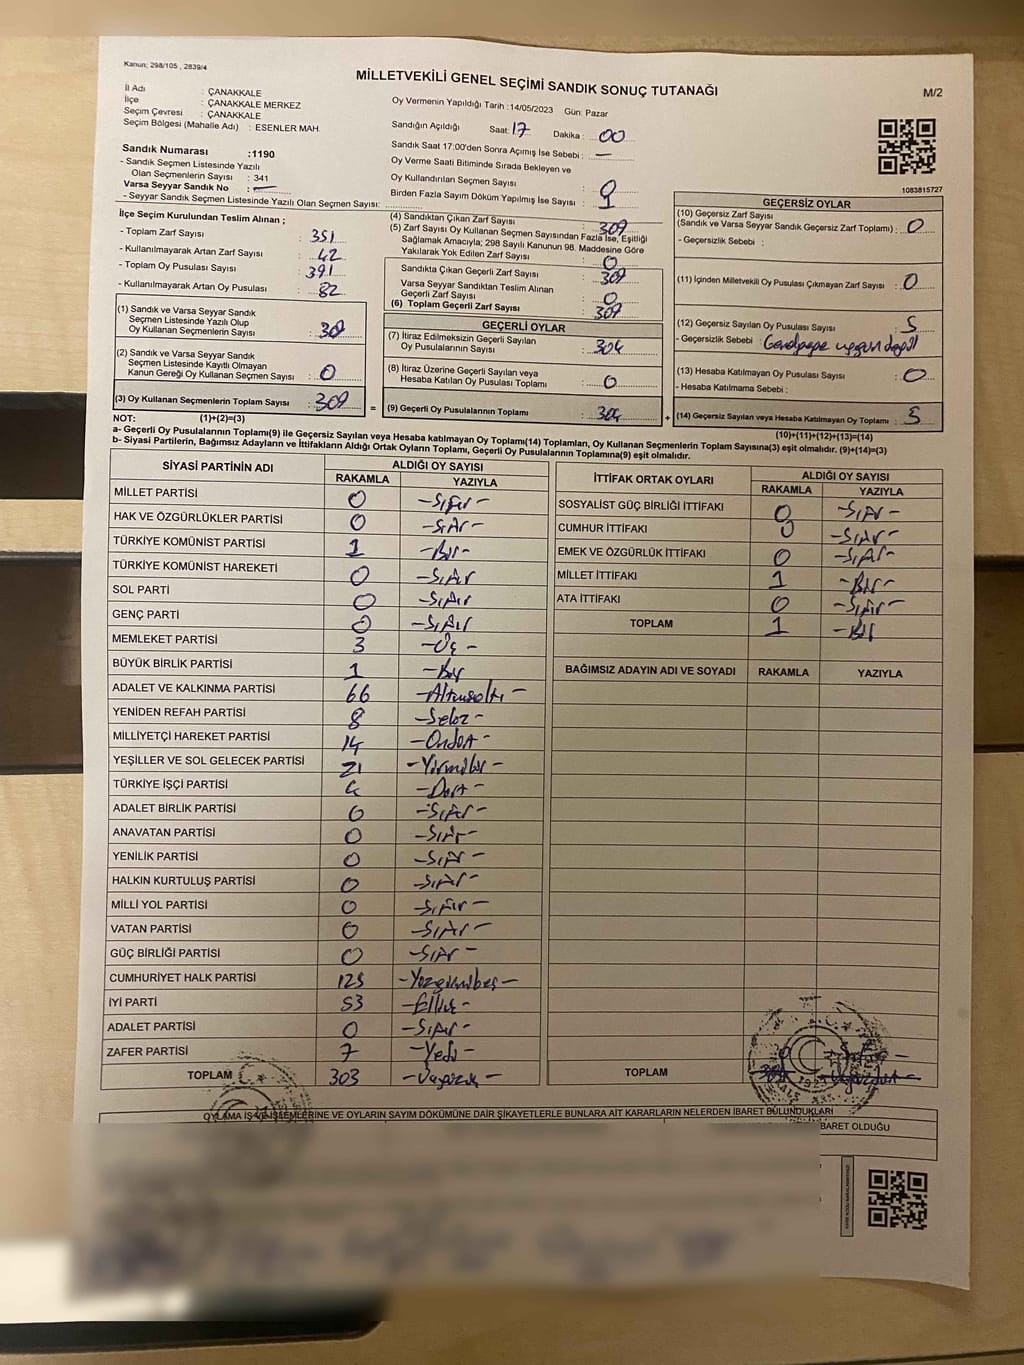 Kanun; 298/105 , 2839/4
MİLLETVEKİLİ GENEL SEÇİMİ SANDIK SONUÇ TUTANAĞI
M/2
İl Adı : ÇANAKKALE
İlçe : ÇANAKKALE MERKEZ
Seçim Çevresi : ÇANAKKALE
Seçim Bölgesi (Mahalle Adı) : ESENLER MAH.
Oy Vermenin Yapıldığı Tarih :14/05/2023 Gün: Pazar
Sandığın Açıldığı Saat: 17 Dakika : 00
Sandık Saat 17:00'den Sonra Açımış İse Sebebi : —
Oy Verme Saati Bitiminde Sırada Bekleyen ve
Oy Kullandırılan Seçmen Sayısı : 0
Birden Fazla Sayım Döküm Yapılmış İse Sayısı : 1
Sandık Numarası :1190
- Sandık Seçmen Listesinde Yazılı
Olan Seçmenlerin Sayısı : 341
Varsa Seyyar Sandık No : —
- Seyyar Sandık Seçmen Listesinde Yazılı Olan Seçmen Sayısı:
1083815727
İlçe Seçim Kurulundan Teslim Alınan ;
- Toplam Zarf Sayısı : 351
- Kullanılmayarak Artan Zarf Sayısı : 42
- Toplam Oy Pusulası Sayısı : 391
- Kullanılmayarak Artan Oy Pusulası : 82
(1) Sandık ve Varsa Seyyar Sandık
Seçmen Listesinde Yazılı Olup
Oy Kullanan Seçmenlerin Sayısı : 309
(2) Sandık ve Varsa Seyyar Sandık
Seçmen Listesinde Kayıtlı Olmayan
Kanun Gereği Oy Kullanan Seçmen Sayısı : 0
(3) Oy Kullanan Seçmenlerin Toplam Sayısı : 309
(4) Sandıktan Çıkan Zarf Sayısı : 309
(5) Zarf Sayısı Oy Kullanan Seçmen Sayısından Fazla İse, Eşitliği
Sağlamak Amacıyla; 298 Sayılı Kanunun 98. Maddesine Göre
Yakılarak Yok Edilen Zarf Sayısı : 0
Sandıkta Çıkan Geçerli Zarf Sayısı : 309
Varsa Seyyar Sandıktan Teslim Alınan
Geçerli Zarf Sayısı : 0
(6) Toplam Geçerli Zarf Sayısı : 309
GEÇERLİ OYLAR
(7) İtiraz Edilmeksizin Geçerli Sayılan
Oy Pusulalarının Sayısı : 304
(8) İtiraz Üzerine Geçerli Sayılan veya
Hesaba Katılan Oy Pusulası Toplamı : 0
= (9) Geçerli Oy Pusulalarının Toplamı : 304
GEÇERSİZ OYLAR
(10) Geçersiz Zarf Sayısı
(Sandık ve Varsa Seyyar Sandık Geçersiz Zarf Toplamı) : 0
- Geçersizlik Sebebi :
(11) İçinden Milletvekili Oy Pusulası Çıkmayan Zarf Sayısı : 0
(12) Geçersiz Sayılan Oy Pusulası Sayısı : 5
- Geçersizlik Sebebi :
(13) Hesaba Katılmayan Oy Pusulası Sayısı : 0
- Hesaba Katılmama Sebebi :
+ (14) Geçersiz Sayılan veya Hesaba Katılmayan Oy Toplamı : 5
NOT: (1)+(2)=(3)
(10)+(11)+(12)+(13)=(14)
a- Geçerli Oy Pusulalarının Toplamı(9) ile Geçersiz Sayılan veya Hesaba katılmayan Oy Toplamı(14) Toplamları, Oy Kullanan Seçmenlerin Toplam Sayısına(3) eşit olmalıdır. (9)+(14)=(3)
b- Siyasi Partilerin, Bağımsız Adayların ve İttifakların Aldığı Ortak Oyların Toplamı, Geçerli Oy Pusulalarının Toplamına(9) eşit olmalıdır.
SİYASİ PARTİNİN ADI ALDIĞI OY SAYISI
RAKAMLA YAZIYLA
MİLLET PARTİSİ 0 -Sıfır-
HAK VE ÖZGÜRLÜKLER PARTİSİ 0 -Sıfır-
TÜRKİYE KOMÜNİST PARTİSİ 1 -Bir-
TÜRKİYE KOMÜNİST HAREKETİ 0 -Sıfır
SOL PARTİ 0 -Sıfır
GENÇ PARTİ 0 -Sıfır
MEMLEKET PARTİSİ 3 -Üç-
BÜYÜK BİRLİK PARTİSİ 1 -Bir
ADALET VE KALKINMA PARTİSİ 66 -Altmışaltı-
YENİDEN REFAH PARTİSİ 8 -Sekiz-
MİLLİYETÇİ HAREKET PARTİSİ 14 -Ondört-
YEŞİLLER VE SOL GELECEK PARTİSİ 21 -Yirmibir-
TÜRKİYE İŞÇİ PARTİSİ 4 -Dört-
ADALET BİRLİK PARTİSİ 0 -Sıfır-
ANAVATAN PARTİSİ 0 -Sıfır-
YENİLİK PARTİSİ 0 -Sıfır-
HALKIN KURTULUŞ PARTİSİ 0 -Sıfır-
MİLLİ YOL PARTİSİ 0 -Sıfır-
VATAN PARTİSİ 0 -Sıfır-
GÜÇ BİRLİĞİ PARTİSİ 0 -Sıfır-
CUMHURİYET HALK PARTİSİ 125 -Yüzyirmibeş-
İYİ PARTİ 53 -Elliüç-
ADALET PARTİSİ 0 -Sıfır-
ZAFER PARTİSİ 7 -Yedi-
TOPLAM 303 -Üçyüzüç-
İTTİFAK ORTAK OYLARI ALDIĞI OY SAYISI
RAKAMLA YAZIYLA
SOSYALİST GÜÇ BİRLİĞİ İTTİFAKI 0 -Sıfır-
CUMHUR İTTİFAKI 0 -Sıfır-
EMEK VE ÖZGÜRLÜK İTTİFAKI 0 -Sıfır-
MİLLET İTTİFAKI 1 -Bir-
ATA İTTİFAKI 0 -Sıfır-
TOPLAM 1 -Bir
BAĞIMSIZ ADAYIN ADI VE SOYADI RAKAMLA YAZIYLA
TOPLAM
OYLAMA İŞ VE İŞLEMLERİNE VE OYLARIN SAYIM DÖKÜMÜNE DAİR ŞİKAYETLERLE BUNLARA AİT KARARLARIN NELERDEN İBARET BULUNDUKLARI
BARET OLDUĞU